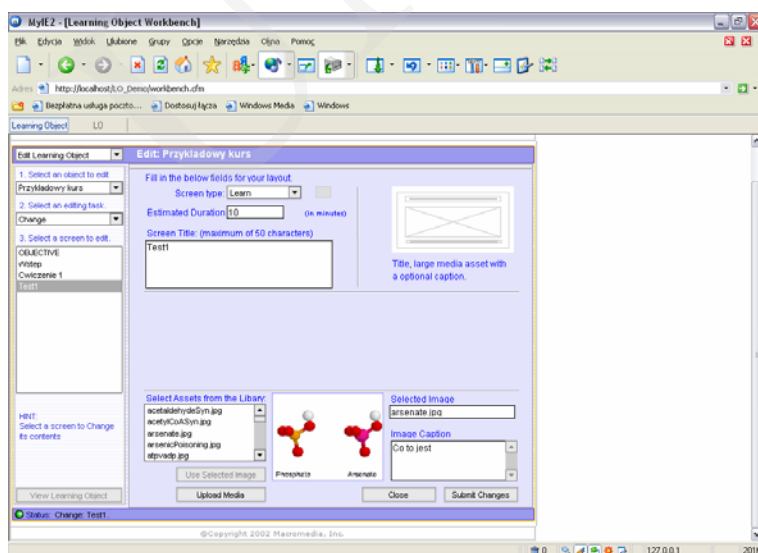 MyIE2 - [Learning Object Workbench]
Plik Edycja Widok Ulubione Grupy Opcje Narzędzia Okna Pomoc
Adres http://localhost/LO_Demo/workbench.cfm
Bezpłatna usługa poczto... Dostosuj łącza Windows Media Windows
Learning Object LO
Edit Learning Object
Edit: Przykladowy kurs
1. Select an object to edit
Przykladowy kurs
2. Select an editing task.
Change
3. Select a screen to edit.
OBJECTIVE
Wstep
Cwiczenie 1
Test1
HINT:
Select a screen to Change
its contents
View Learning Object
Fill in the below fields for your layout.
Screen type: Learn
Estimated Duration 10 (in minutes)
Screen Title: (maximum of 50 characters)
Test1
Title, large media asset with
a optional caption.
Select Assets from the Libary
acetaldehydeSyn.jpg
acetylCoASyn.jpg
arsenate.jpg
arsenicPoisoning.jpg
atpvadp.jpg
Use Selected Image
Upload Media
Phosphate Arsenate
Selected Image
arsenate.jpg
Image Caption
Co to jest
Close Submit Changes
Status: Change: Test1.
©Copyright 2002 Macromedia, Inc.
0 127.0.0.1